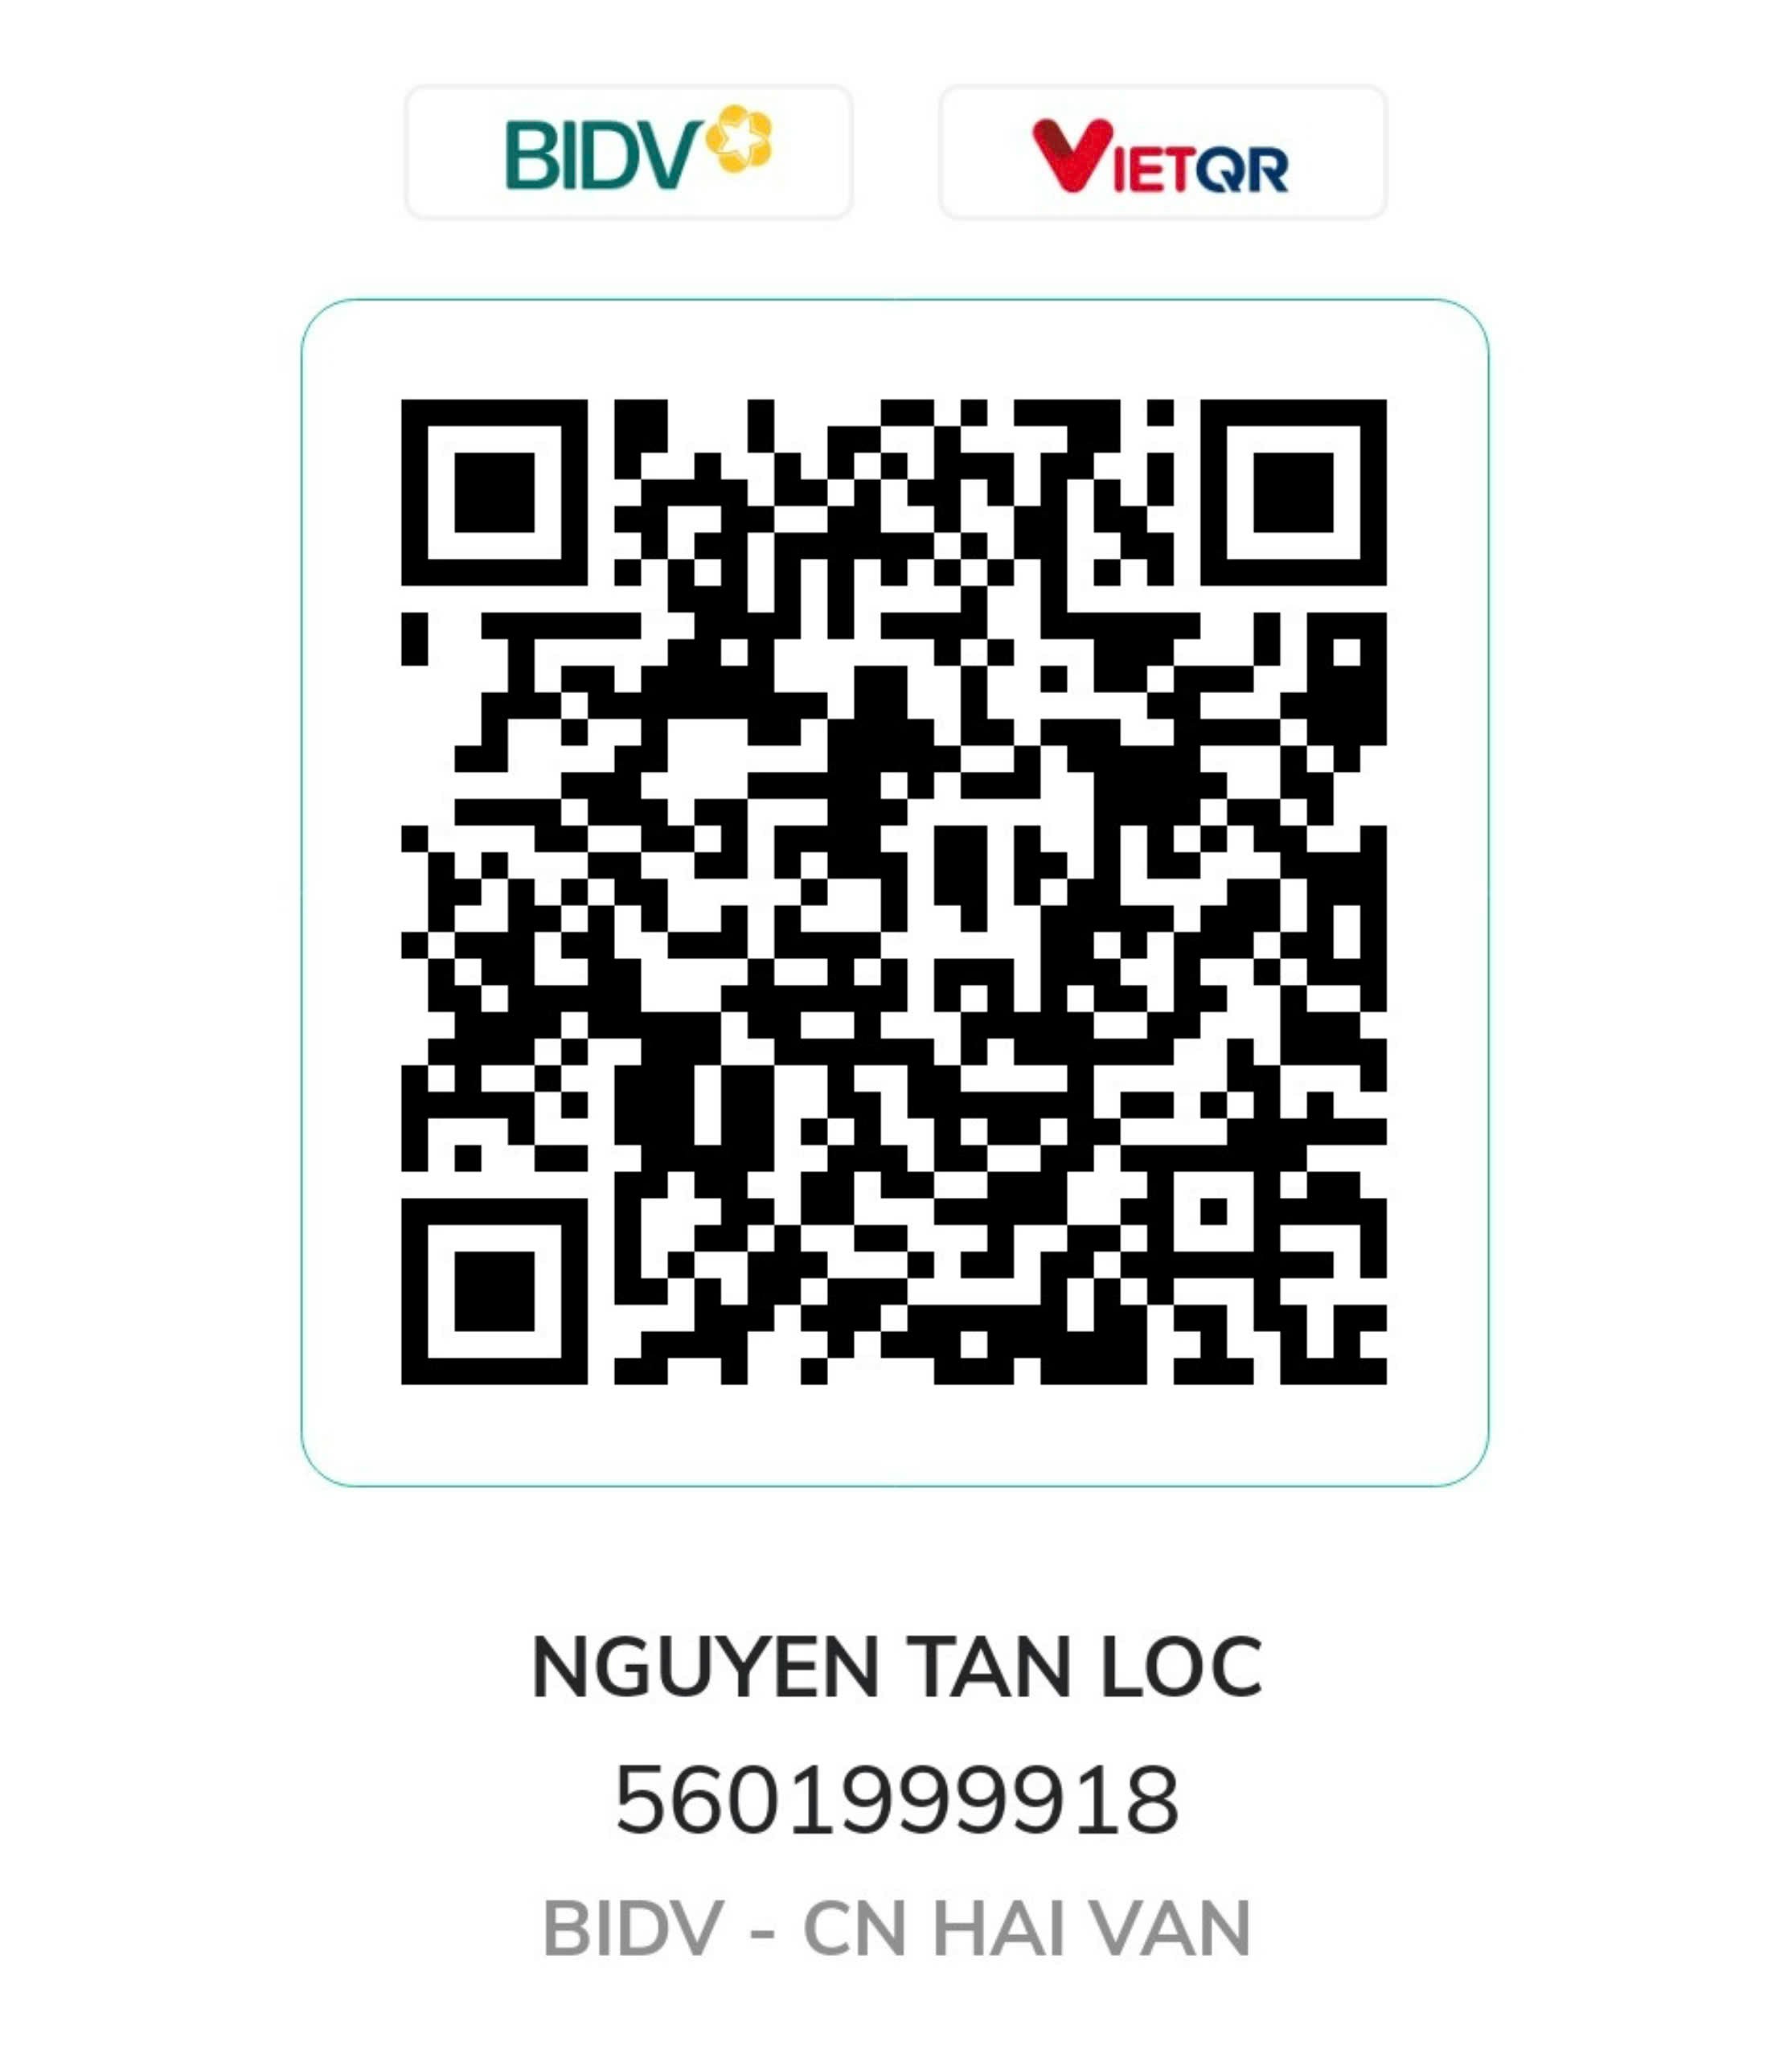 BIDV
VIETQR
NGUYEN TAN LOC
5601999918
BIDV - CN HAI VAN